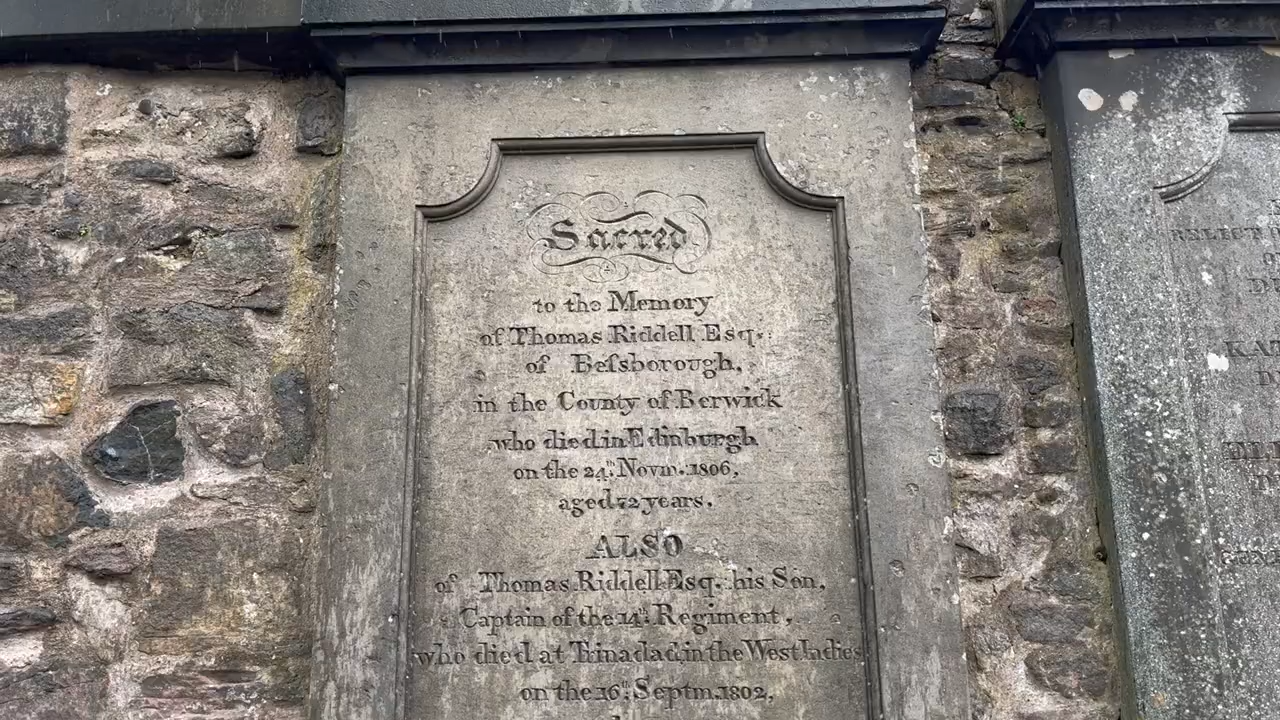 Sacred
to the Memory
of Thomas Riddell Esq.
of Beſsborough,
in the County of Berwick
who died in Edinburgh
on the 24th Novm. 1806,
aged 72 years.
ALSO
of Thomas Riddell Esq. his Son,
Captain of the 14th Regiment,
who died at Trinadad, in the West Indies
on the 16th Septm. 1802,
RELICT